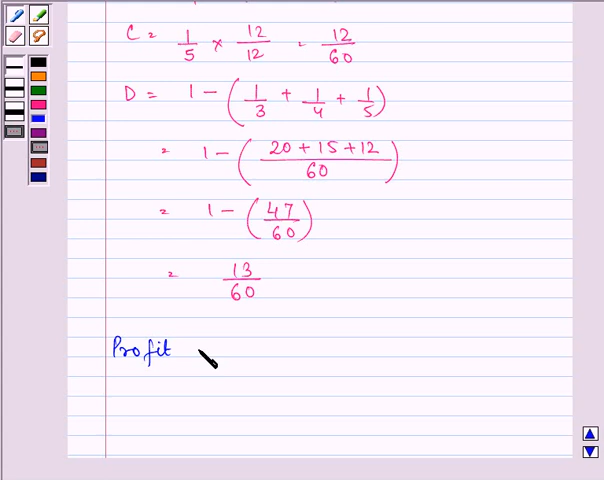 C = 1/5 × 12/12 = 12/60
D = 1 - (1/3 + 1/4 + 1/5)
= 1 - (20 + 15 + 12/60)
= 1 - (47/60)
= 13/60
Profit